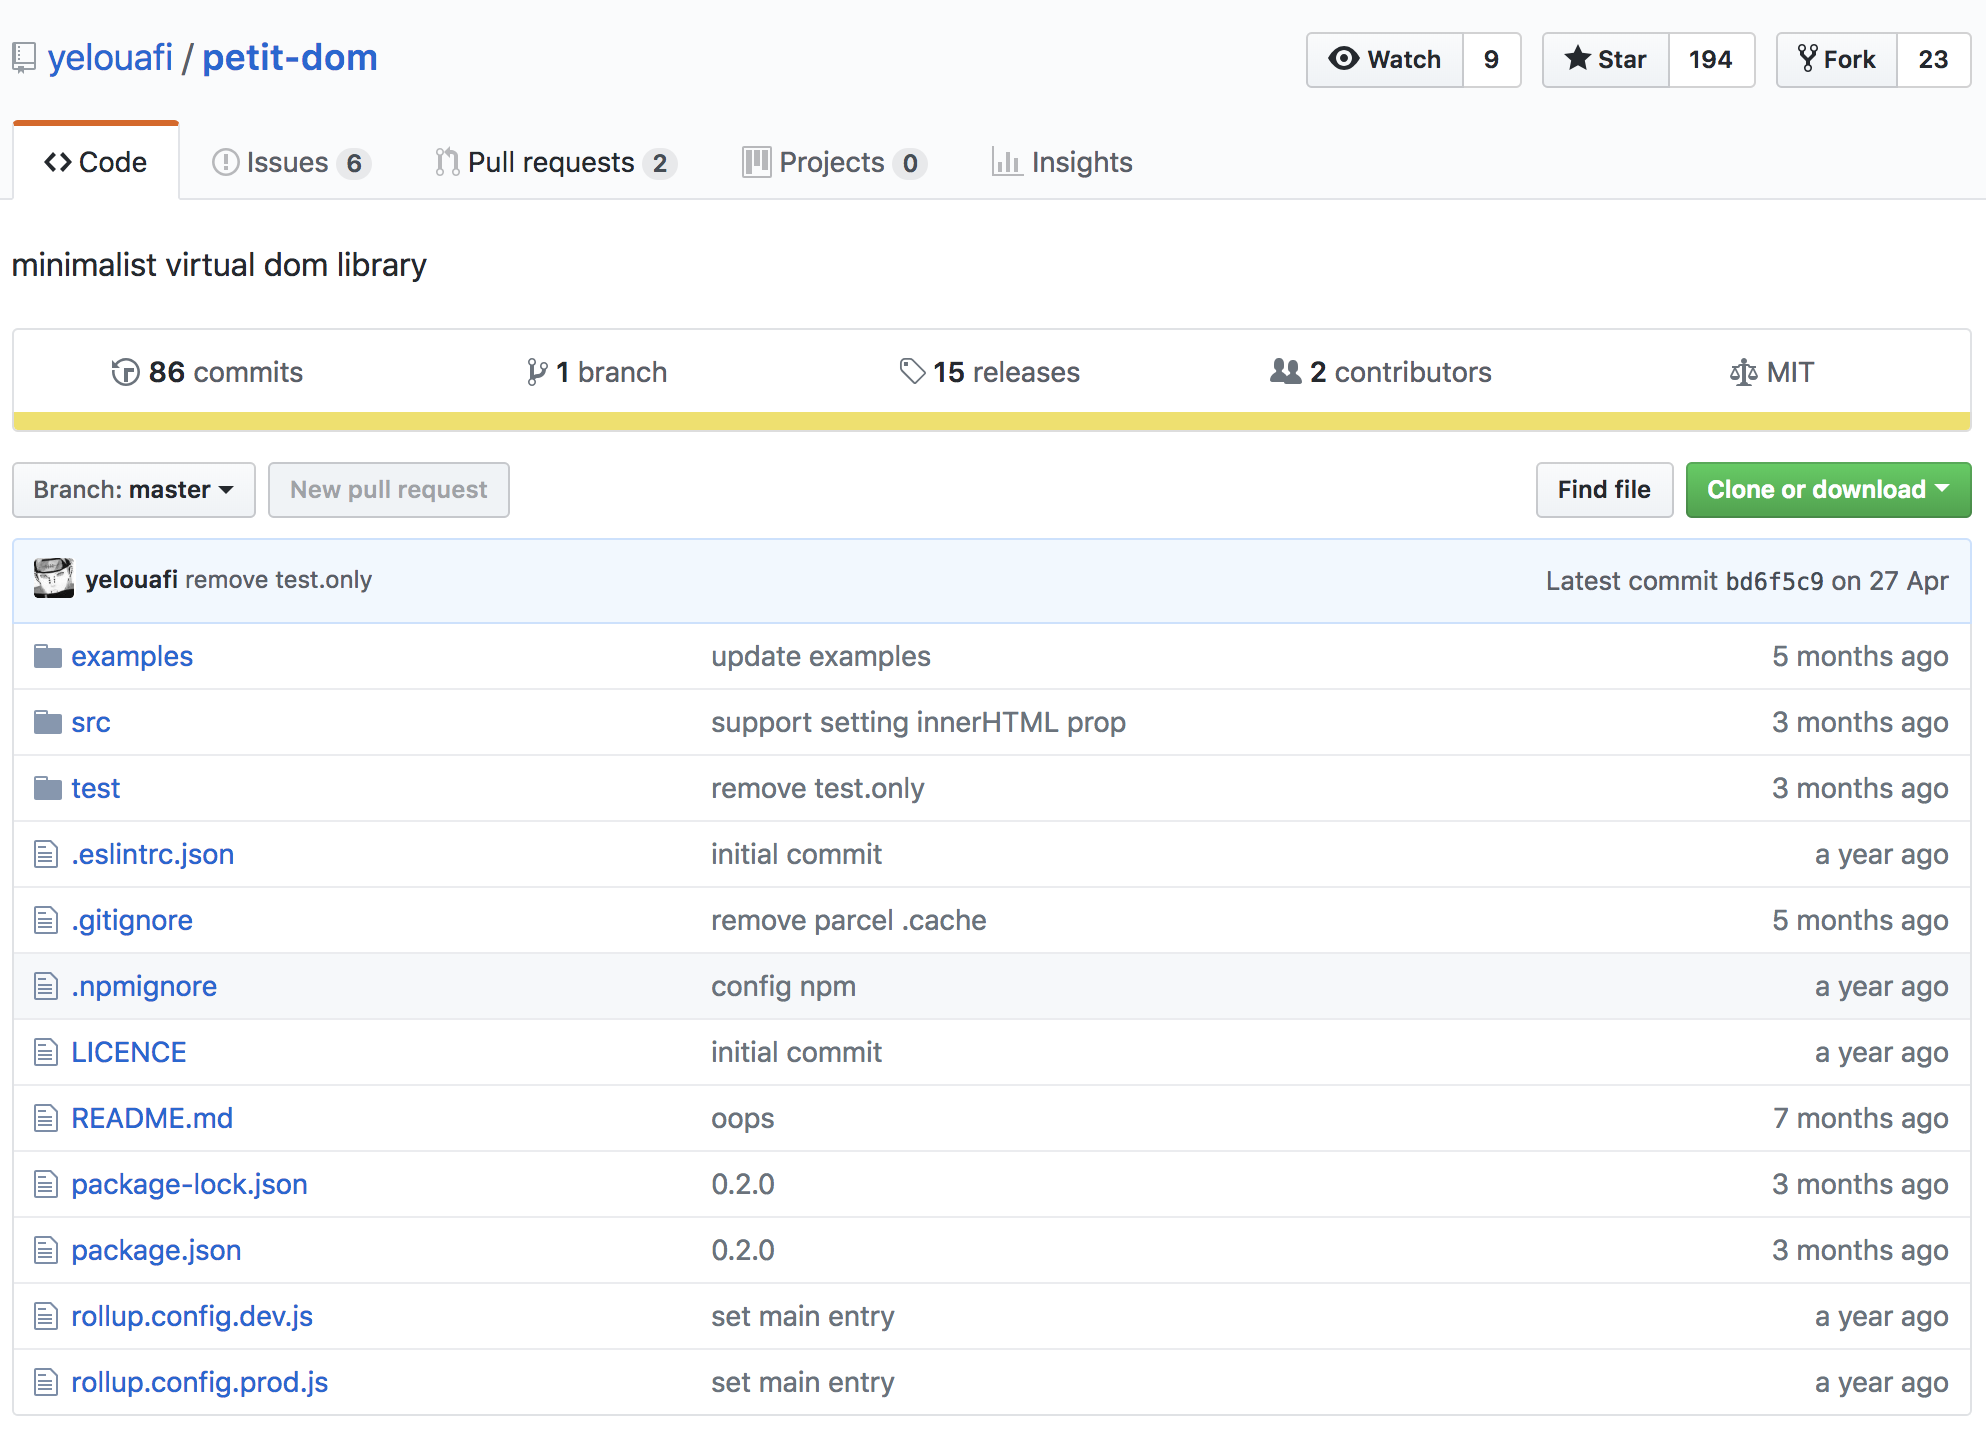 yelouafi / petit-dom
Watch 9 Star 194 Fork 23
Code Issues 6 Pull requests 2 Projects 0 Insights
minimalist virtual dom library
86 commits 1 branch 15 releases 2 contributors MIT
Branch: master New pull request Find file Clone or download
yelouafi remove test.only Latest commit bd6f5c9 on 27 Apr
examples update examples 5 months ago
src support setting innerHTML prop 3 months ago
test remove test.only 3 months ago
.eslintrc.json initial commit a year ago
.gitignore remove parcel .cache 5 months ago
.npmignore config npm a year ago
LICENCE initial commit a year ago
README.md oops 7 months ago
package-lock.json 0.2.0 3 months ago
package.json 0.2.0 3 months ago
rollup.config.dev.js set main entry a year ago
rollup.config.prod.js set main entry a year ago